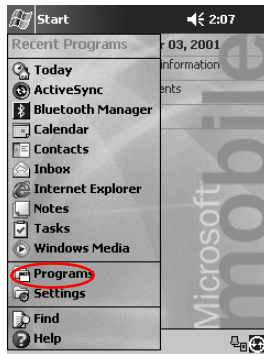 Start 2:07
Recent Programs r 03, 2001
Today information
ActiveSync ents
Bluetooth Manager
Calendar
Contacts
Inbox
Internet Explorer
Notes
Tasks
Windows Media
Programs
Settings
Find
Help
Microsoft
mobile